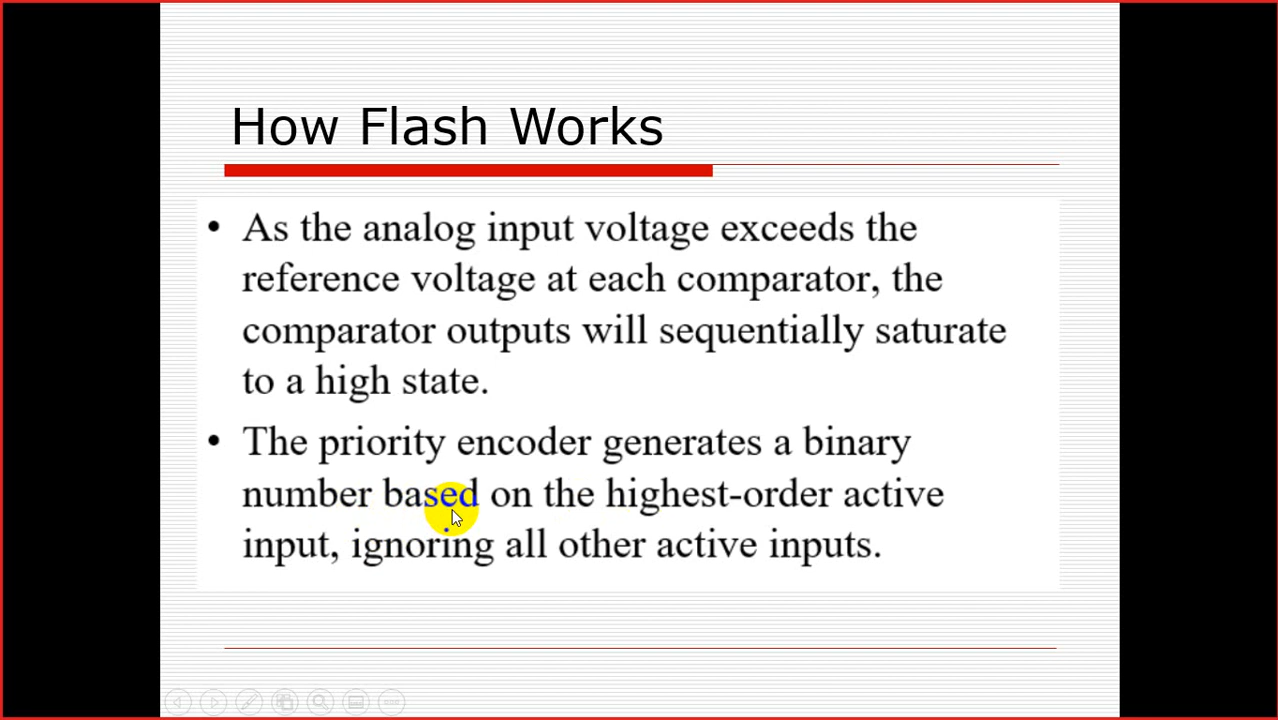 How Flash Works
• As the analog input voltage exceeds the
reference voltage at each comparator, the
comparator outputs will sequentially saturate
to a high state.
• The priority encoder generates a binary
number based on the highest-order active
input, ignoring all other active inputs.